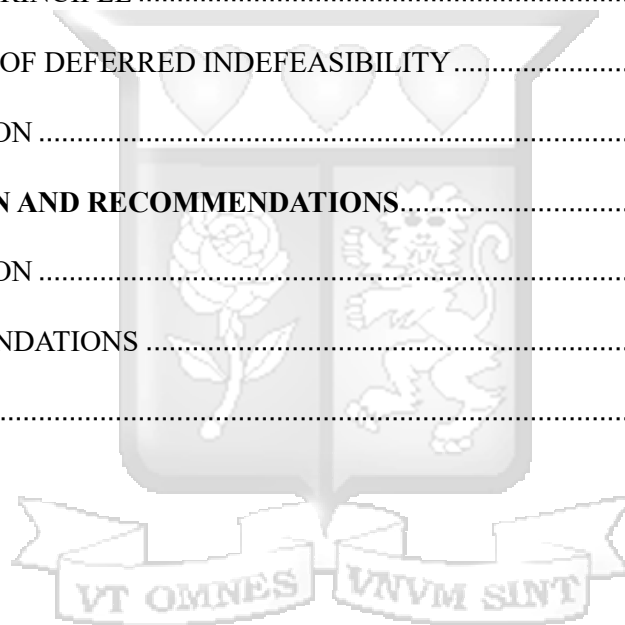 OF DEFERRED INDEFEASIBILITY ..............................
ON ................................................................................
N AND RECOMMENDATIONS ..............................
ON ................................................................................
NDATIONS ..................................................................
................................................................................
VT OMNES VNVM SINT